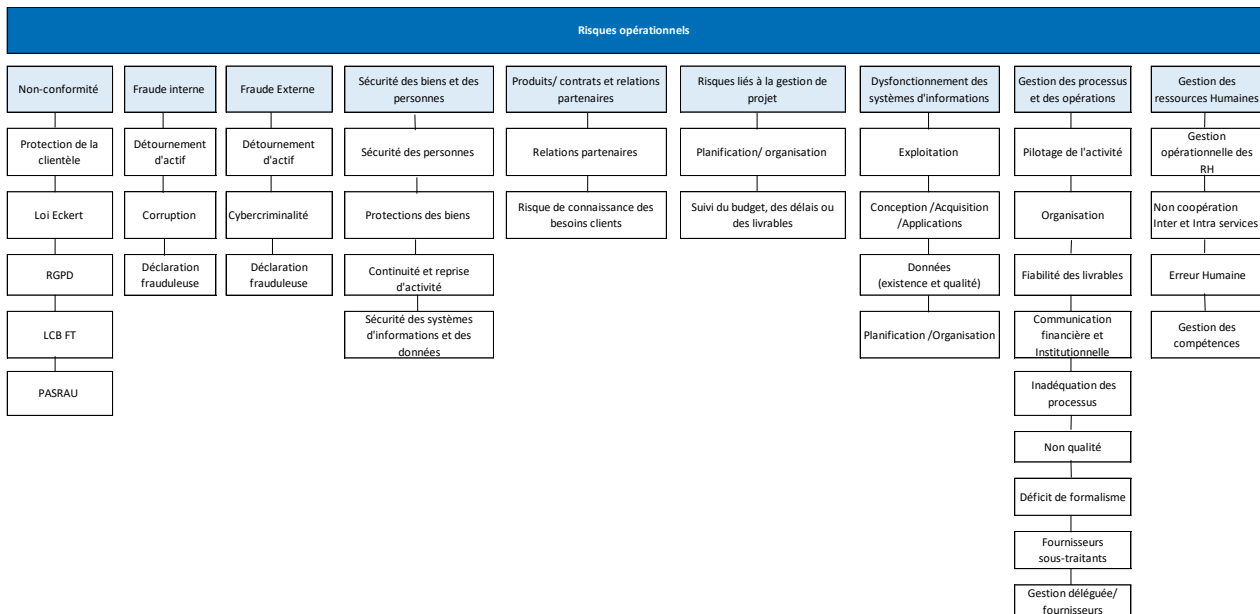 Risques opérationnels
Non-conformité
Protection de la
clientèle
Loi Eckert
RGPD
LCB FT
PASRAU
Fraude interne
Détournement
d'actif
Corruption
Déclaration
frauduleuse
Fraude Externe
Détournement
d'actif
Cybercriminalité
Déclaration
frauduleuse
Sécurité des biens et des
personnes
Sécurité des personnes
Protections des biens
Continuité et reprise
d'activité
Sécurité des systèmes
d'informations et des
données
Produits/ contrats et relations
partenaires
Relations partenaires
Risque de connaissance des
besoins clients
Risques liés à la gestion de
projet
Planification/ organisation
Suivi du budget, des délais ou
des livrables
Dysfonctionnement des
systèmes d'informations
Exploitation
Conception /Acquisition
/Applications
Données
(existence et qualité)
Planification /Organisation
Gestion des processus
et des opérations
Pilotage de l'activité
Organisation
Fiabilité des livrables
Communication
financière et
Institutionnelle
Inadéquation des
processus
Non qualité
Déficit de formalisme
Fournisseurs
sous-traitants
Gestion déléguée/
fournisseurs
Gestion des
ressources Humaines
Gestion
opérationnelle des
RH
Non coopération
Inter et Intra services
Erreur Humaine
Gestion des
compétences